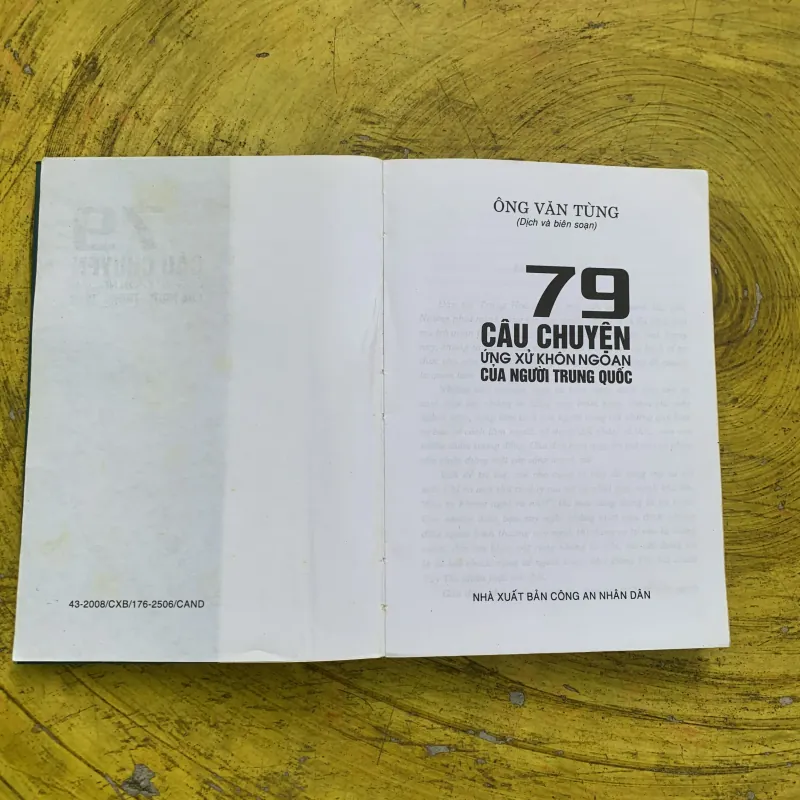 43-2008/CXB/176-2506/CAND
ÔNG VĂN TÙNG
(Dịch và biên soạn)
79
CÂU CHUYỆN
ỨNG XỬ KHÔN NGOAN
CỦA NGƯỜI TRUNG QUỐC
NHÀ XUẤT BẢN CÔNG AN NHÂN DÂN